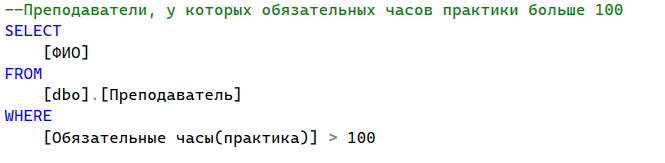 --Преподаватели, у которых обязательных часов практики больше 100
SELECT
[ФИО]
FROM
[dbo].[Преподаватель]
WHERE
[Обязательные часы(практика)] > 100